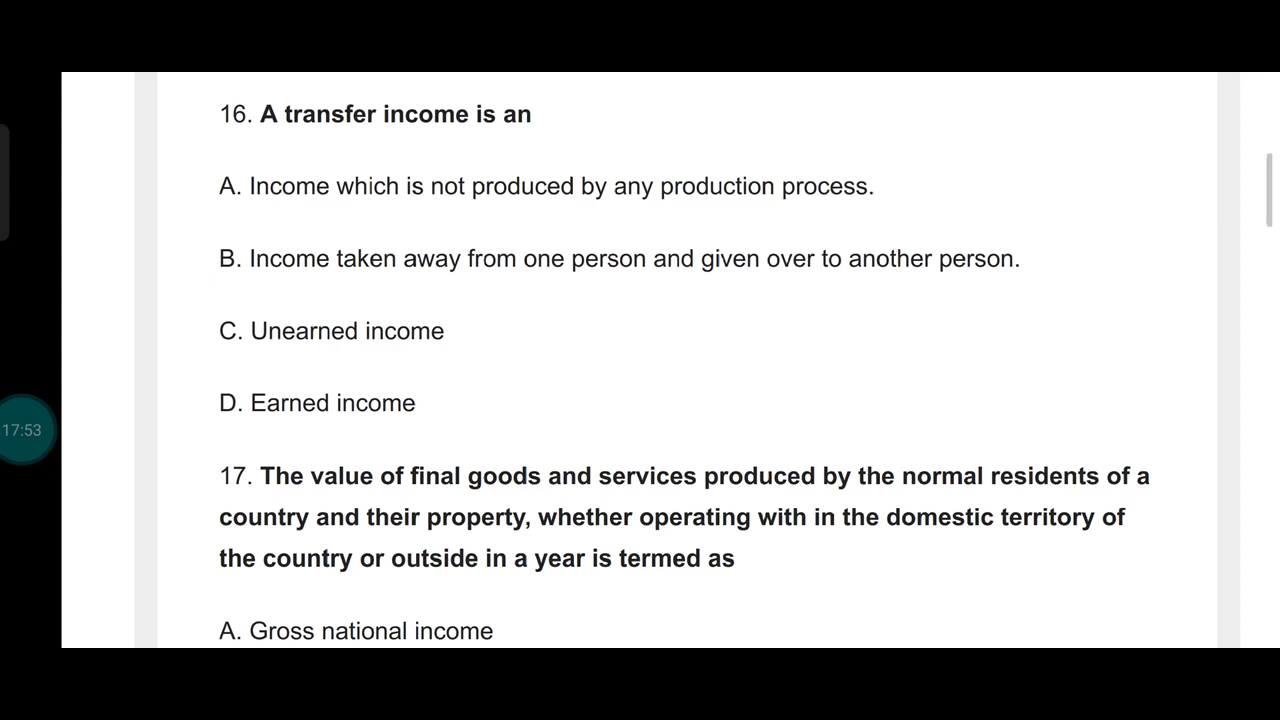 16. A transfer income is an
A. Income which is not produced by any production process.
B. Income taken away from one person and given over to another person.
C. Unearned income
D. Earned income
17:53
17. The value of final goods and services produced by the normal residents of a
country and their property, whether operating with in the domestic territory of
the country or outside in a year is termed as
A. Gross national income